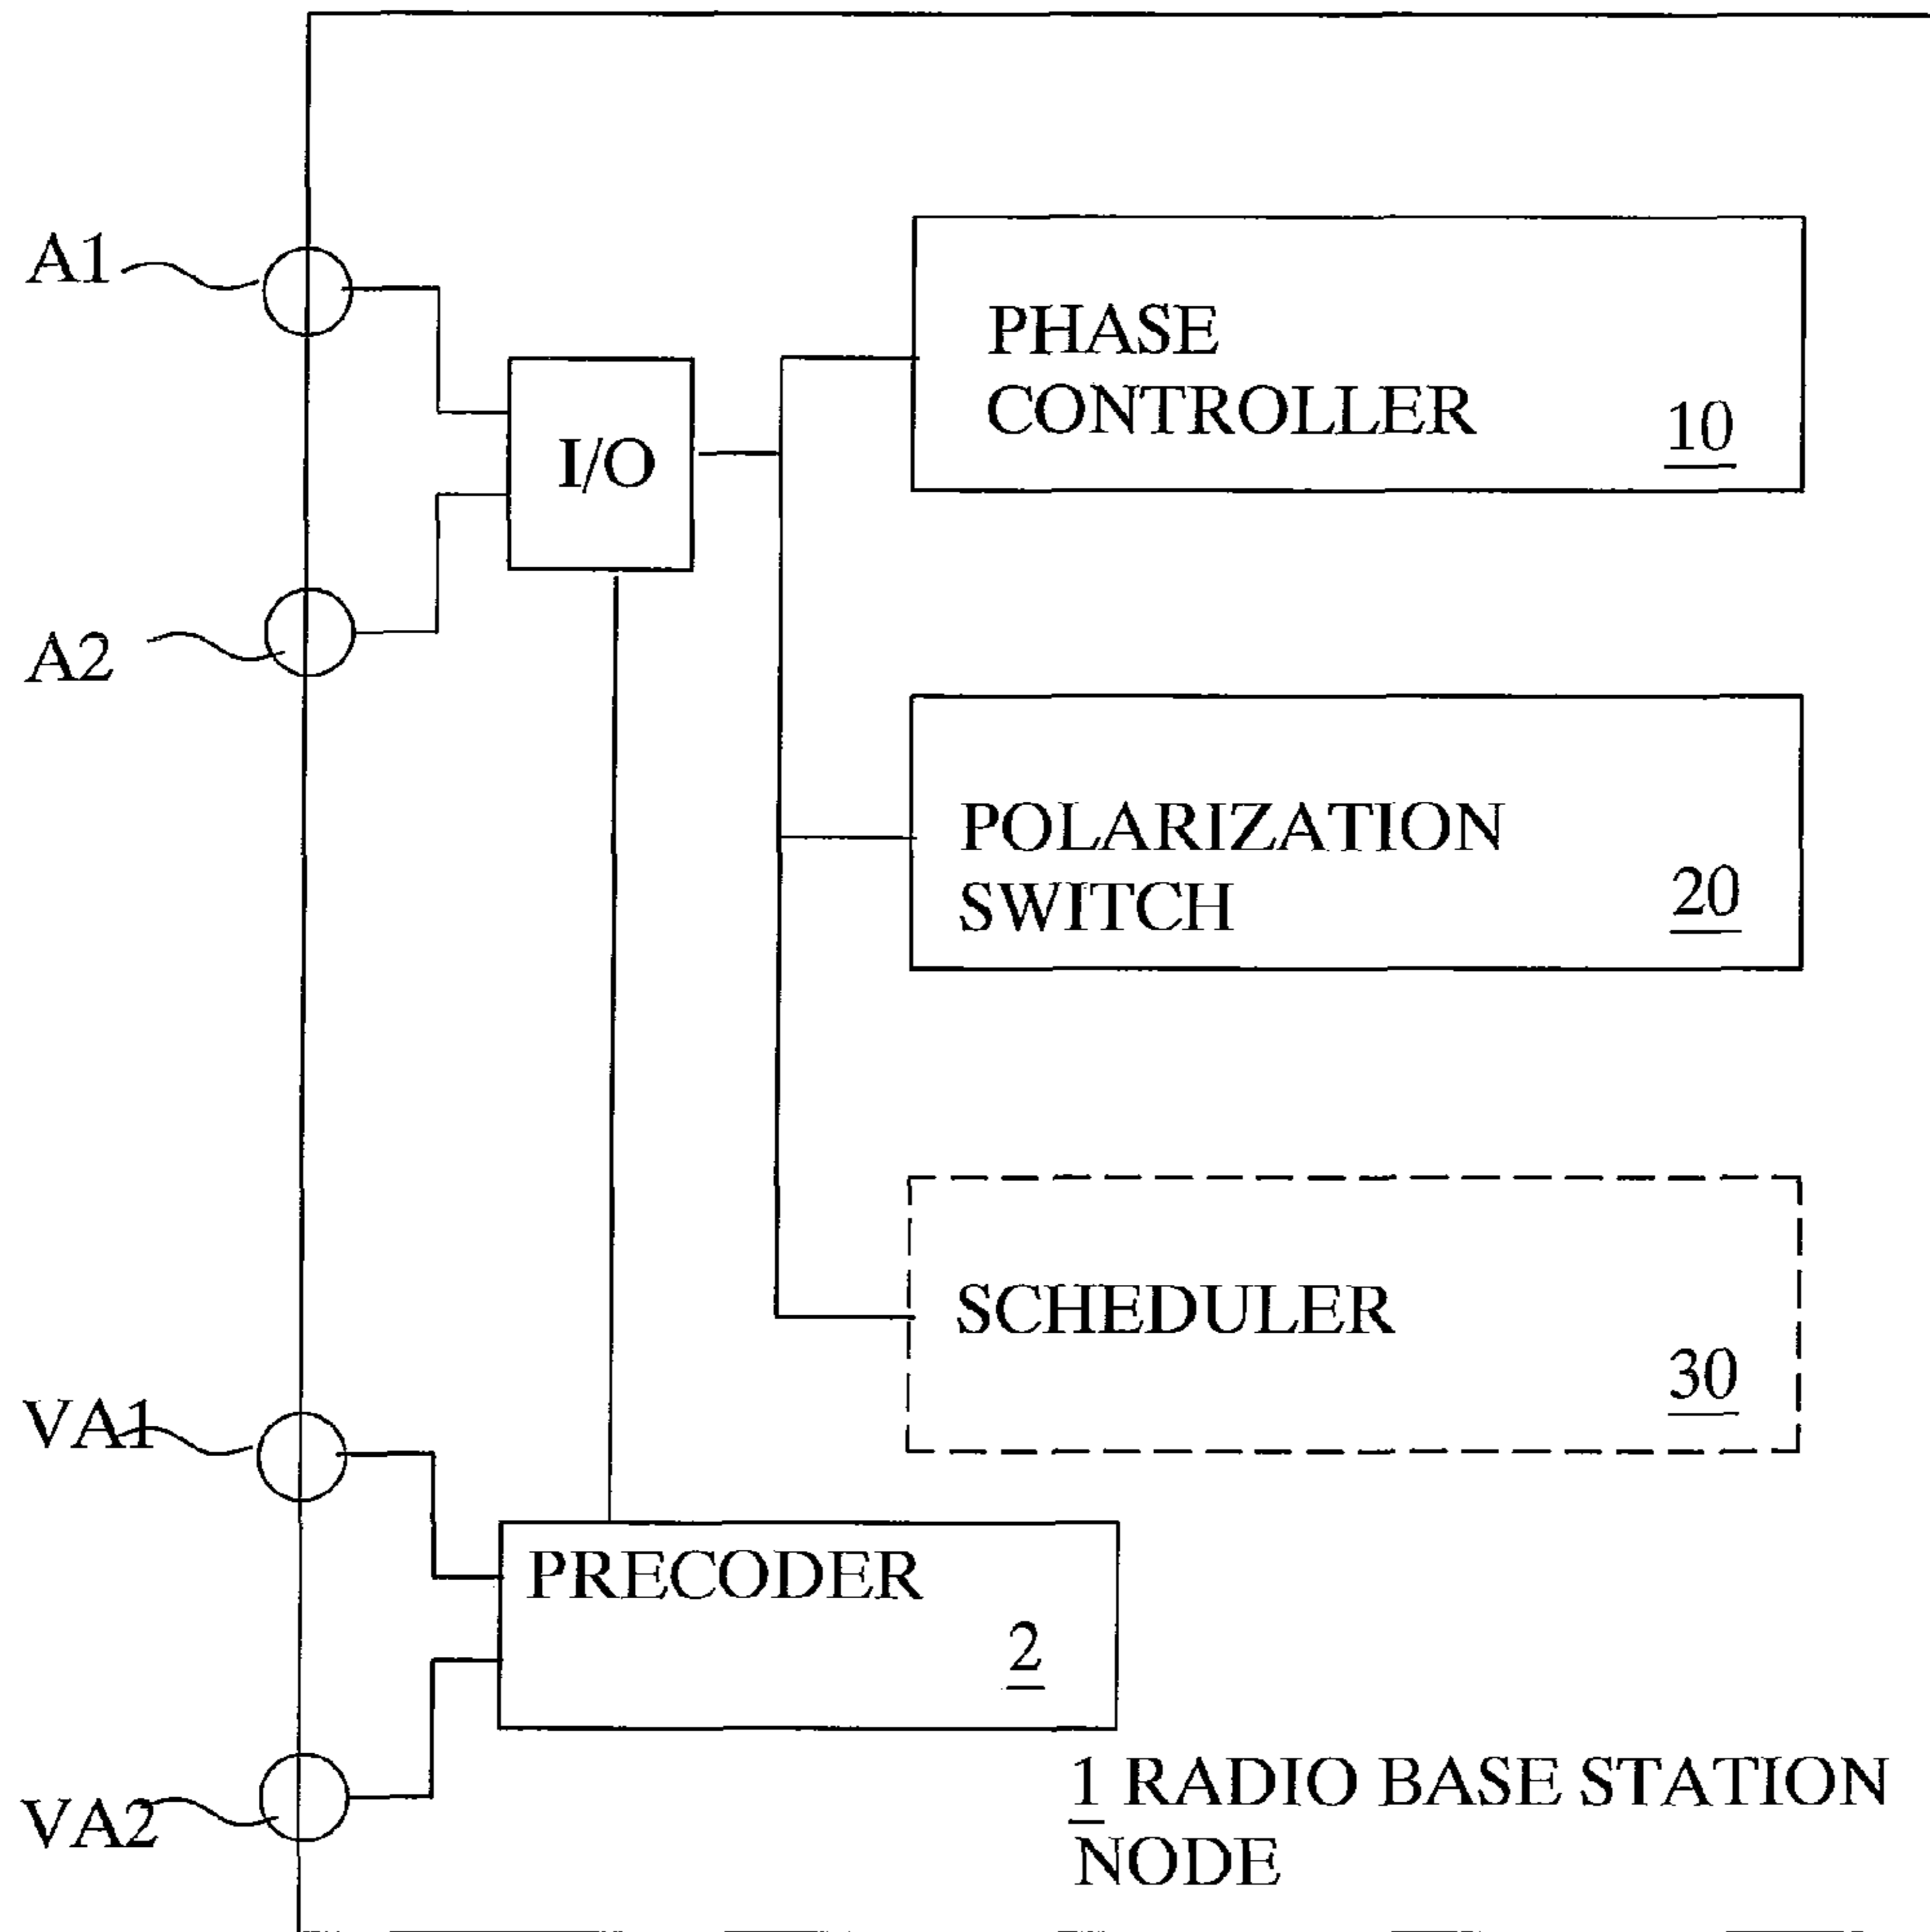 A1
PHASE
CONTROLLER
10
I/O
A2
POLARIZATION
SWITCH
20
SCHEDULER
30
VA1
PRECODER
2
VA2
1 RADIO BASE STATION
NODE